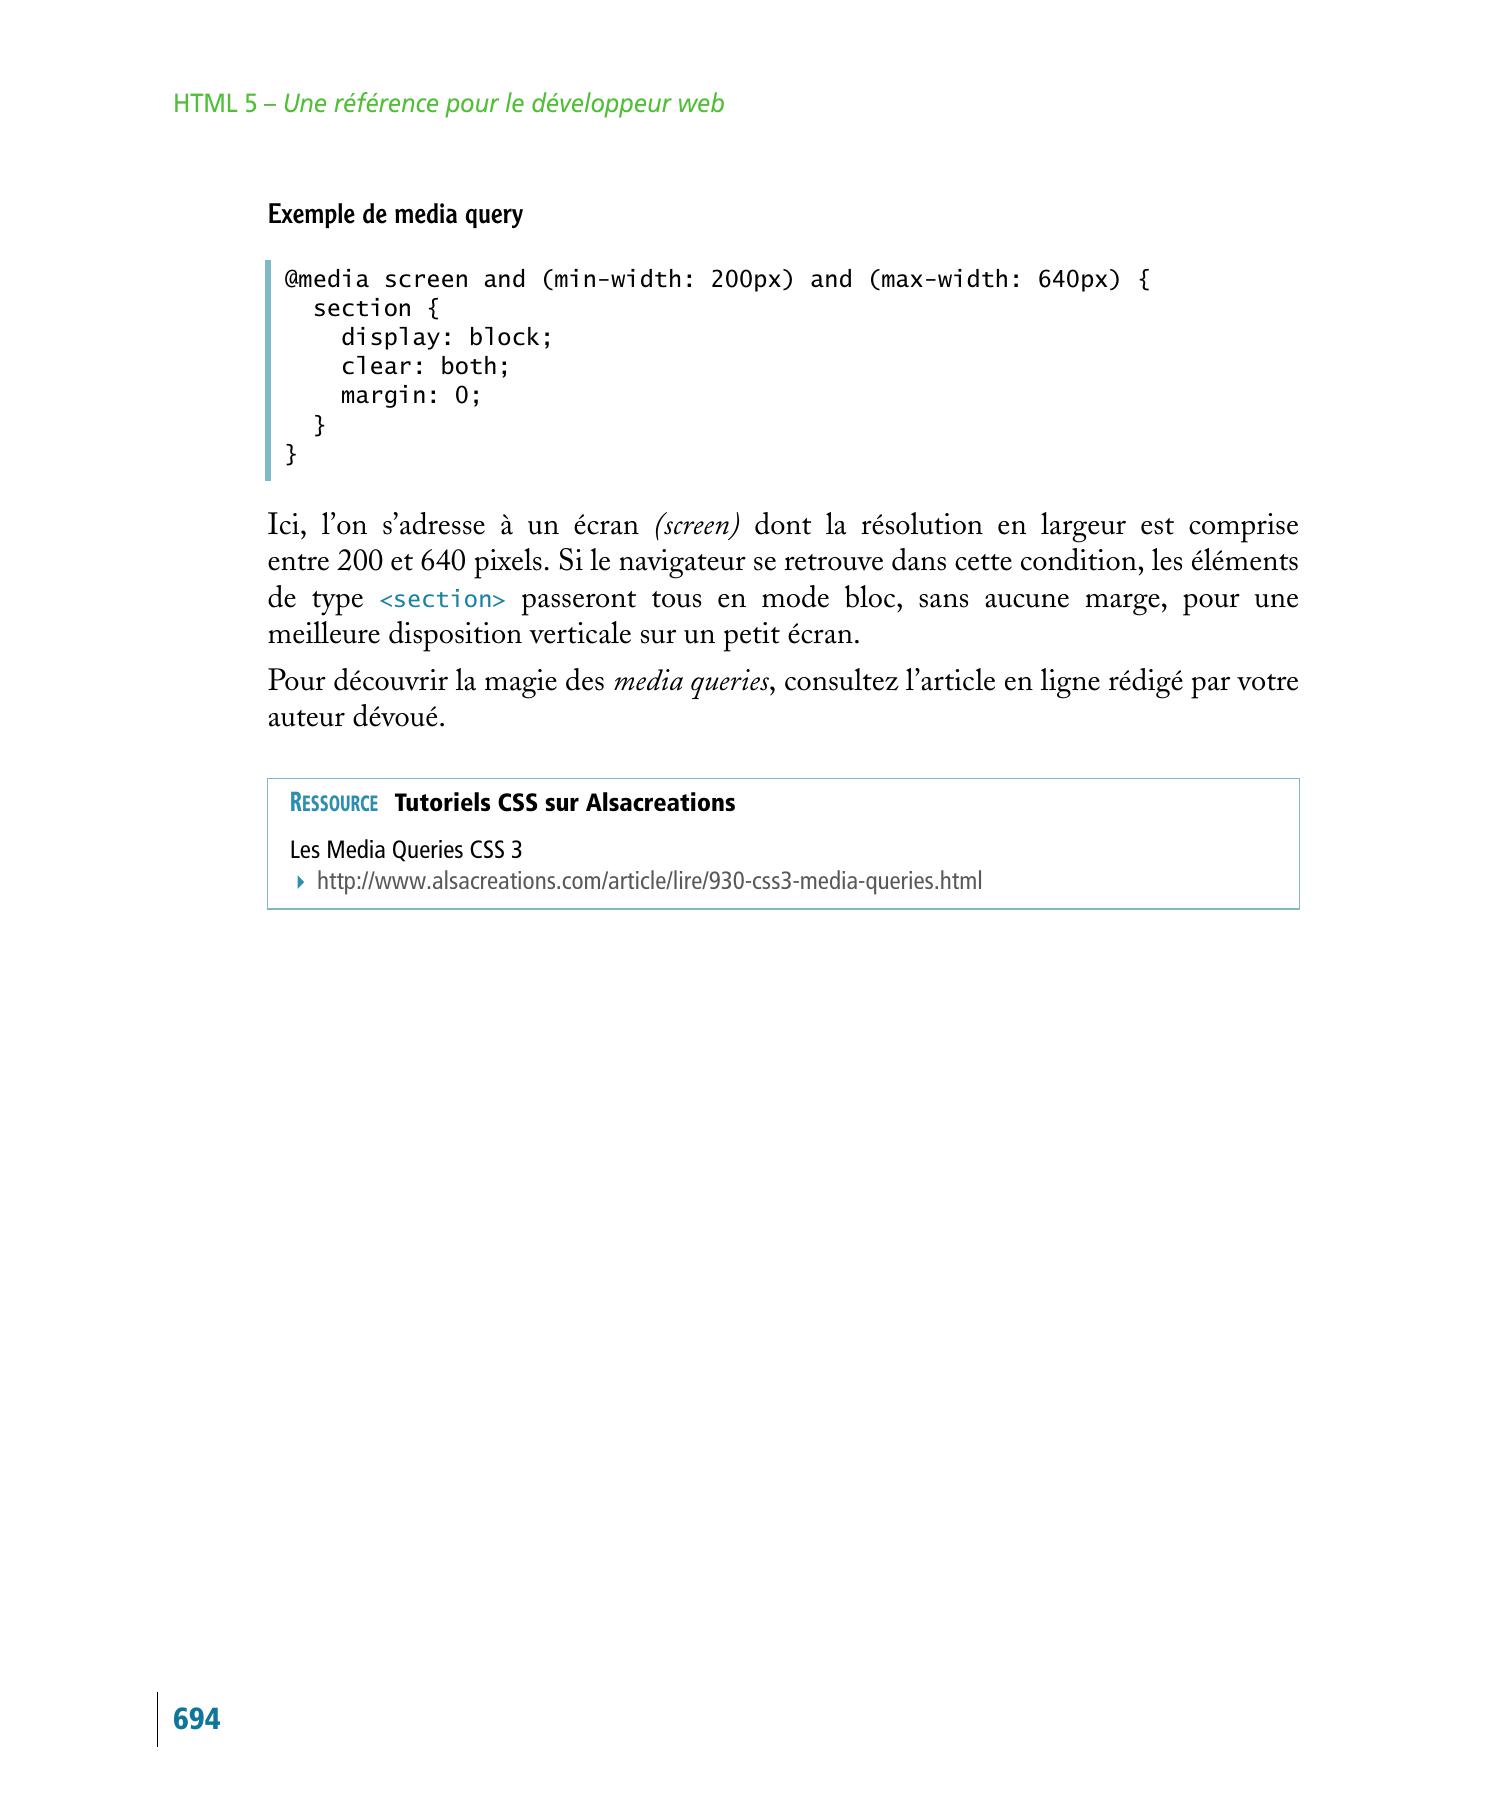 HTML 5 – Une référence pour le développeur web
Exemple de media query
@media screen and (min-width: 200px) and (max-width: 640px) {
  section {
    display: block;
    clear: both;
    margin: 0;
  }
}
Ici, l’on s’adresse à un écran (screen) dont la résolution en largeur est comprise
entre 200 et 640 pixels. Si le navigateur se retrouve dans cette condition, les éléments
de type <section> passeront tous en mode bloc, sans aucune marge, pour une
meilleure disposition verticale sur un petit écran.
Pour découvrir la magie des media queries, consultez l’article en ligne rédigé par votre
auteur dévoué.
RESSOURCE Tutoriels CSS sur Alsacreations
Les Media Queries CSS 3
http://www.alsacreations.com/article/lire/930-css3-media-queries.html
694